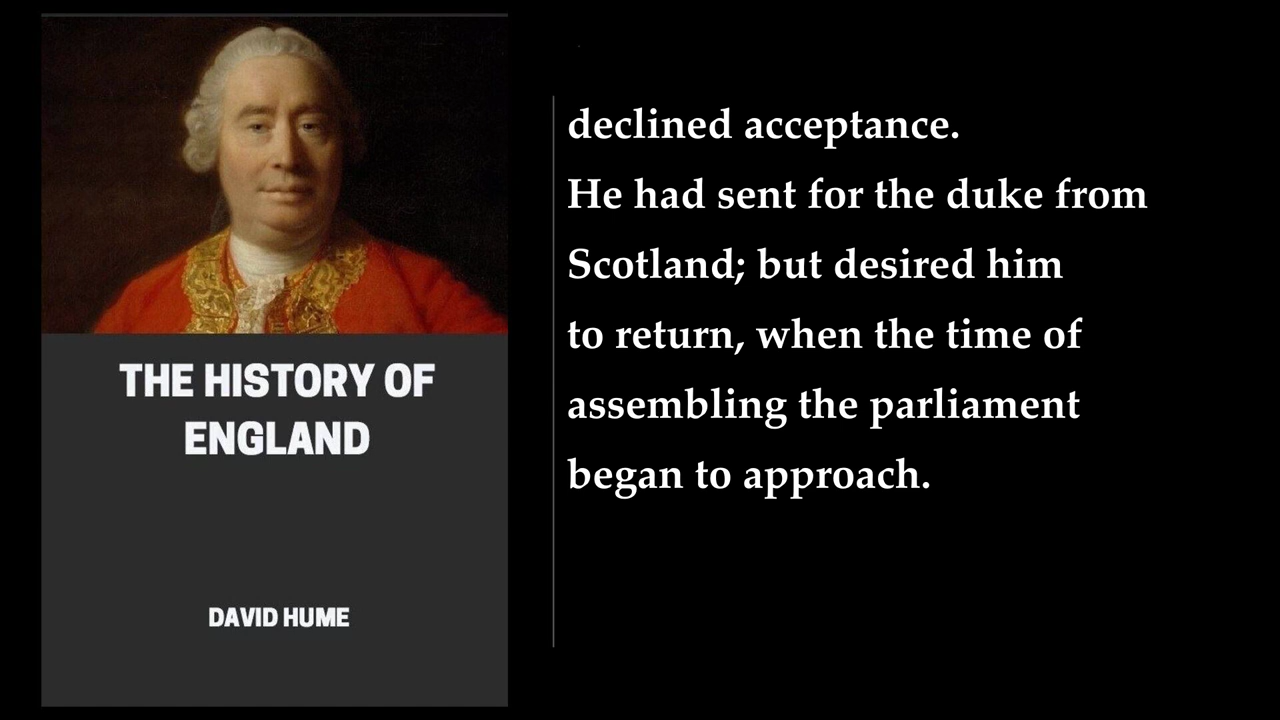 THE HISTORY OF
ENGLAND
DAVID HUME
declined acceptance.
He had sent for the duke from
Scotland; but desired him
to return, when the time of
assembling the parliament
began to approach.